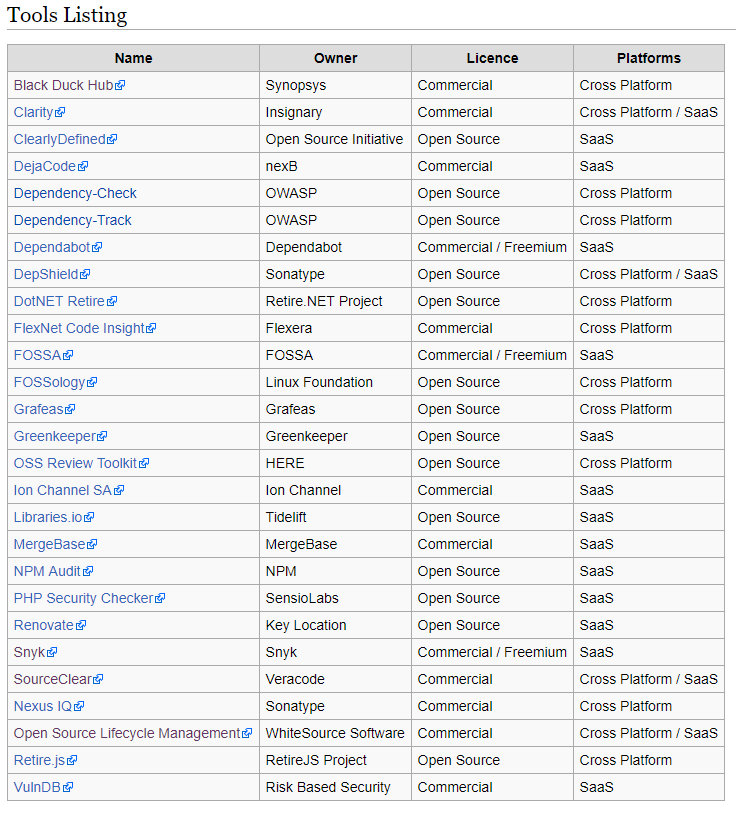 Tools Listing
Name Owner Licence Platforms
Black Duck Hub Synopsys Commercial Cross Platform
Clarity Insignary Commercial Cross Platform / SaaS
ClearlyDefined Open Source Initiative Open Source SaaS
DejaCode nexB Commercial SaaS
Dependency-Check OWASP Open Source Cross Platform
Dependency-Track OWASP Open Source Cross Platform
Dependabot Dependabot Commercial / Freemium SaaS
DepShield Sonatype Open Source Cross Platform / SaaS
DotNET Retire Retire.NET Project Open Source Cross Platform
FlexNet Code Insight Flexera Commercial Cross Platform
FOSSA FOSSA Commercial / Freemium SaaS
FOSSology Linux Foundation Open Source Cross Platform
Grafeas Grafeas Open Source Cross Platform
Greenkeeper Greenkeeper Open Source SaaS
OSS Review Toolkit HERE Open Source Cross Platform
Ion Channel SA Ion Channel Commercial SaaS
Libraries.io Tidelift Open Source SaaS
MergeBase MergeBase Commercial SaaS
NPM Audit NPM Open Source SaaS
PHP Security Checker SensioLabs Open Source SaaS
Renovate Key Location Open Source SaaS
Snyk Snyk Commercial / Freemium SaaS
SourceClear Veracode Commercial Cross Platform / SaaS
Nexus IQ Sonatype Commercial Cross Platform
Open Source Lifecycle Management WhiteSource Software Commercial Cross Platform / SaaS
Retire.js RetireJS Project Open Source Cross Platform
VulnDB Risk Based Security Commercial SaaS